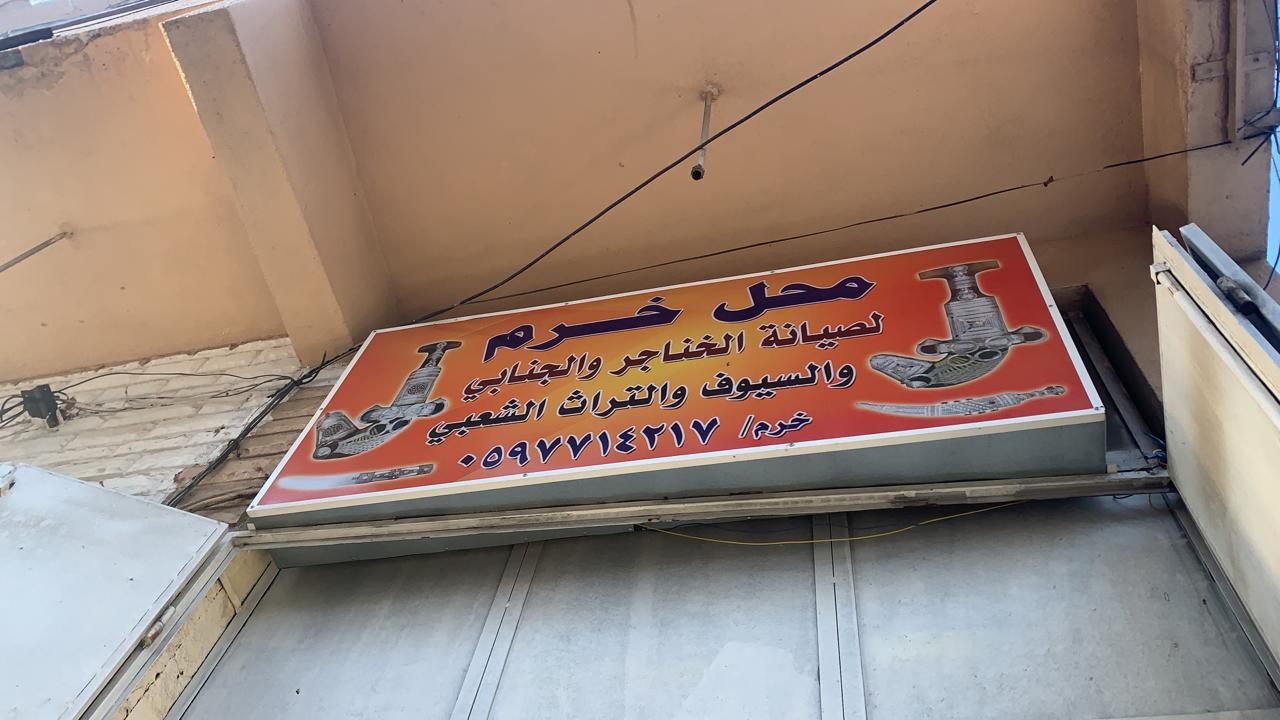 محل خرم
لصيانة الخناجر والجنابي
والسيوف والتراث الشعبي
خرم/ ٠٥٩٧٧١٤٢١٧